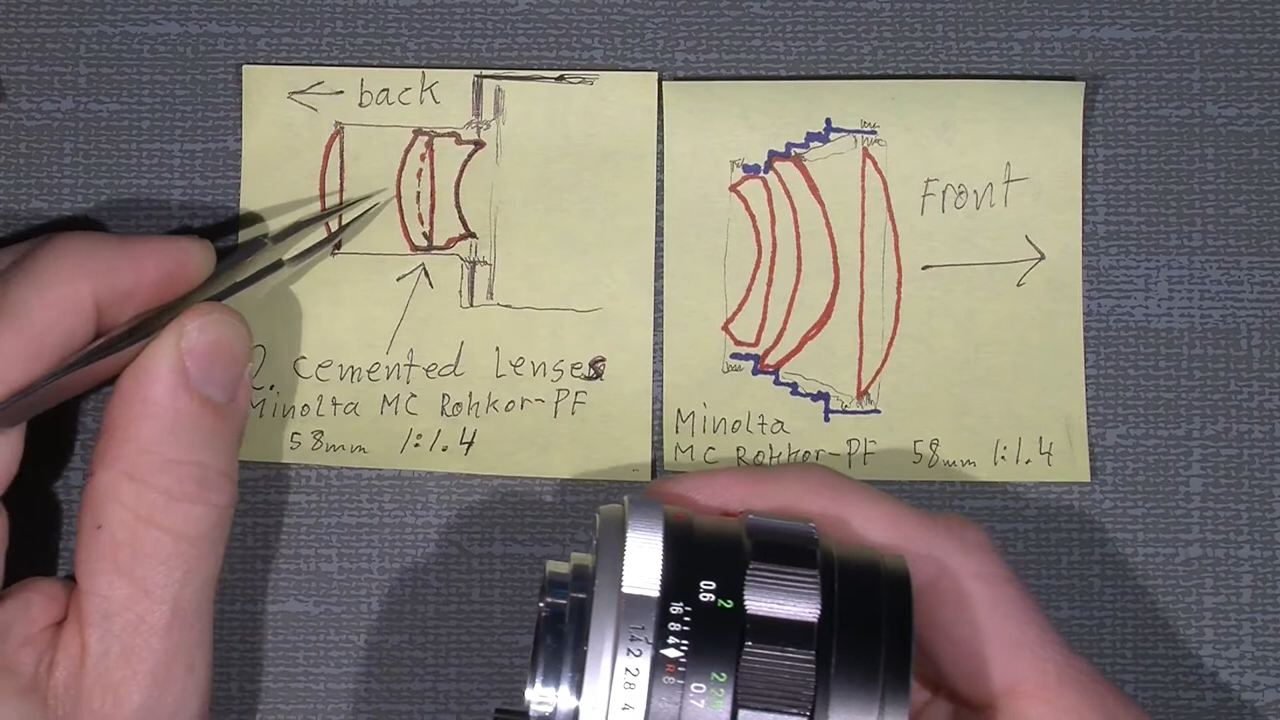 ← back
2. Cemented Lenses
Minolta MC Rokkor-PF
58mm 1:1.4
Front
Minolta
MC Rokkor-PF 58mm 1:1.4
0.6 2
16 8 4
1.4 2 2.8 4
R 8
0.7